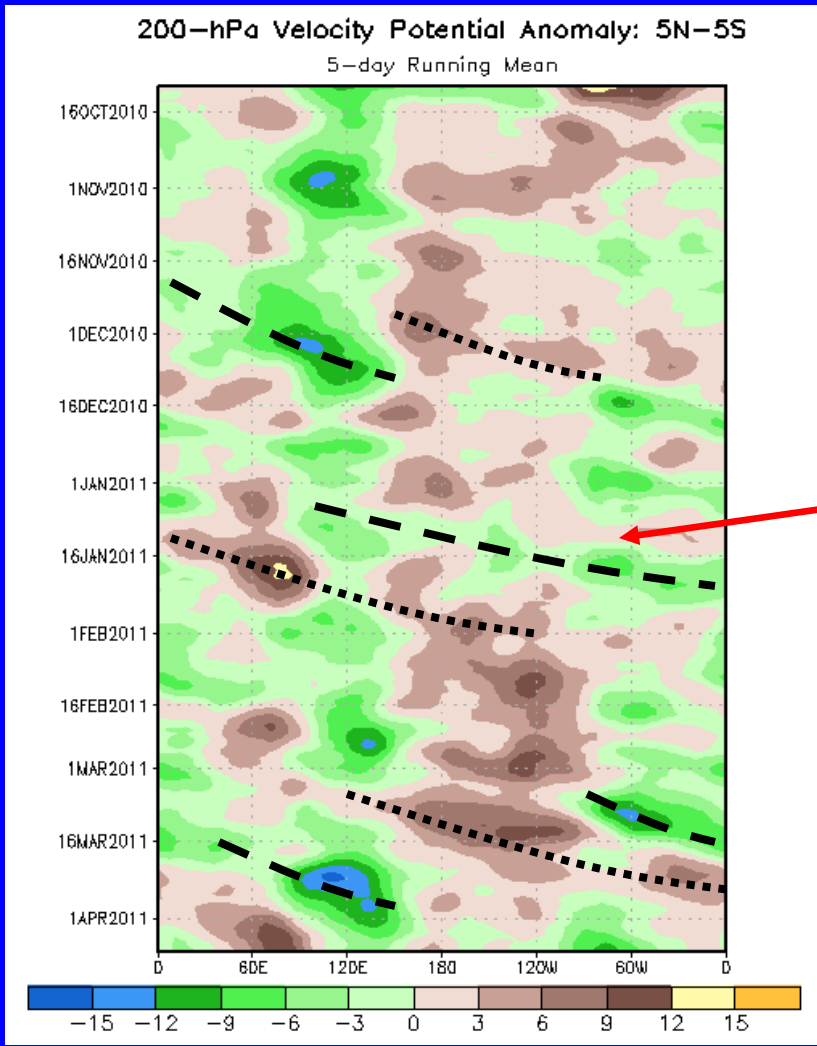 200-hPa Velocity Potential Anomaly: 5N-5S
5-day Running Mean
16OCT2010
1NOV2010
16NOV2010
1DEC2010
16DEC2010
1JAN2011
16JAN2011
1FEB2011
16FEB2011
1MAR2011
16MAR2011
1APR2011
0 60E 120E 180 120W 60W 0
-15 -12 -9 -6 -3 0 3 6 9 12 15